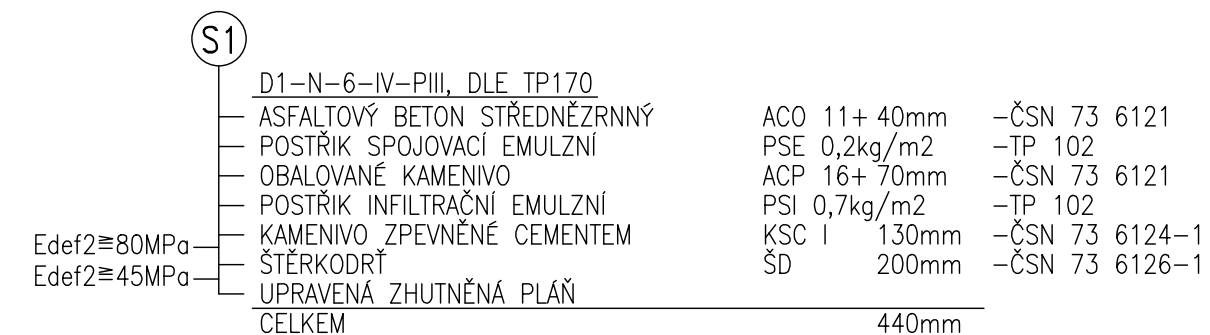 S1
D1-N-6-IV-PIII, DLE TP170
ASFALTOVÝ BETON STŘEDNĚZRNNÝ ACO 11+ 40mm -ČSN 73 6121
POSTŘIK SPOJOVACÍ EMULZNÍ PSE 0,2kg/m2 -TP 102
OBALOVANÉ KAMENIVO ACP 16+ 70mm -ČSN 73 6121
POSTŘIK INFILTRAČNÍ EMULZNÍ PSI 0,7kg/m2 -TP 102
Edef2≧80MPa KAMENIVO ZPEVNĚNÉ CEMENTEM KSC I 130mm -ČSN 73 6124-1
Edef2≧45MPa ŠTĚRKODRŤ ŠD 200mm -ČSN 73 6126-1
UPRAVENÁ ZHUTNĚNÁ PLÁŇ
CELKEM 440mm